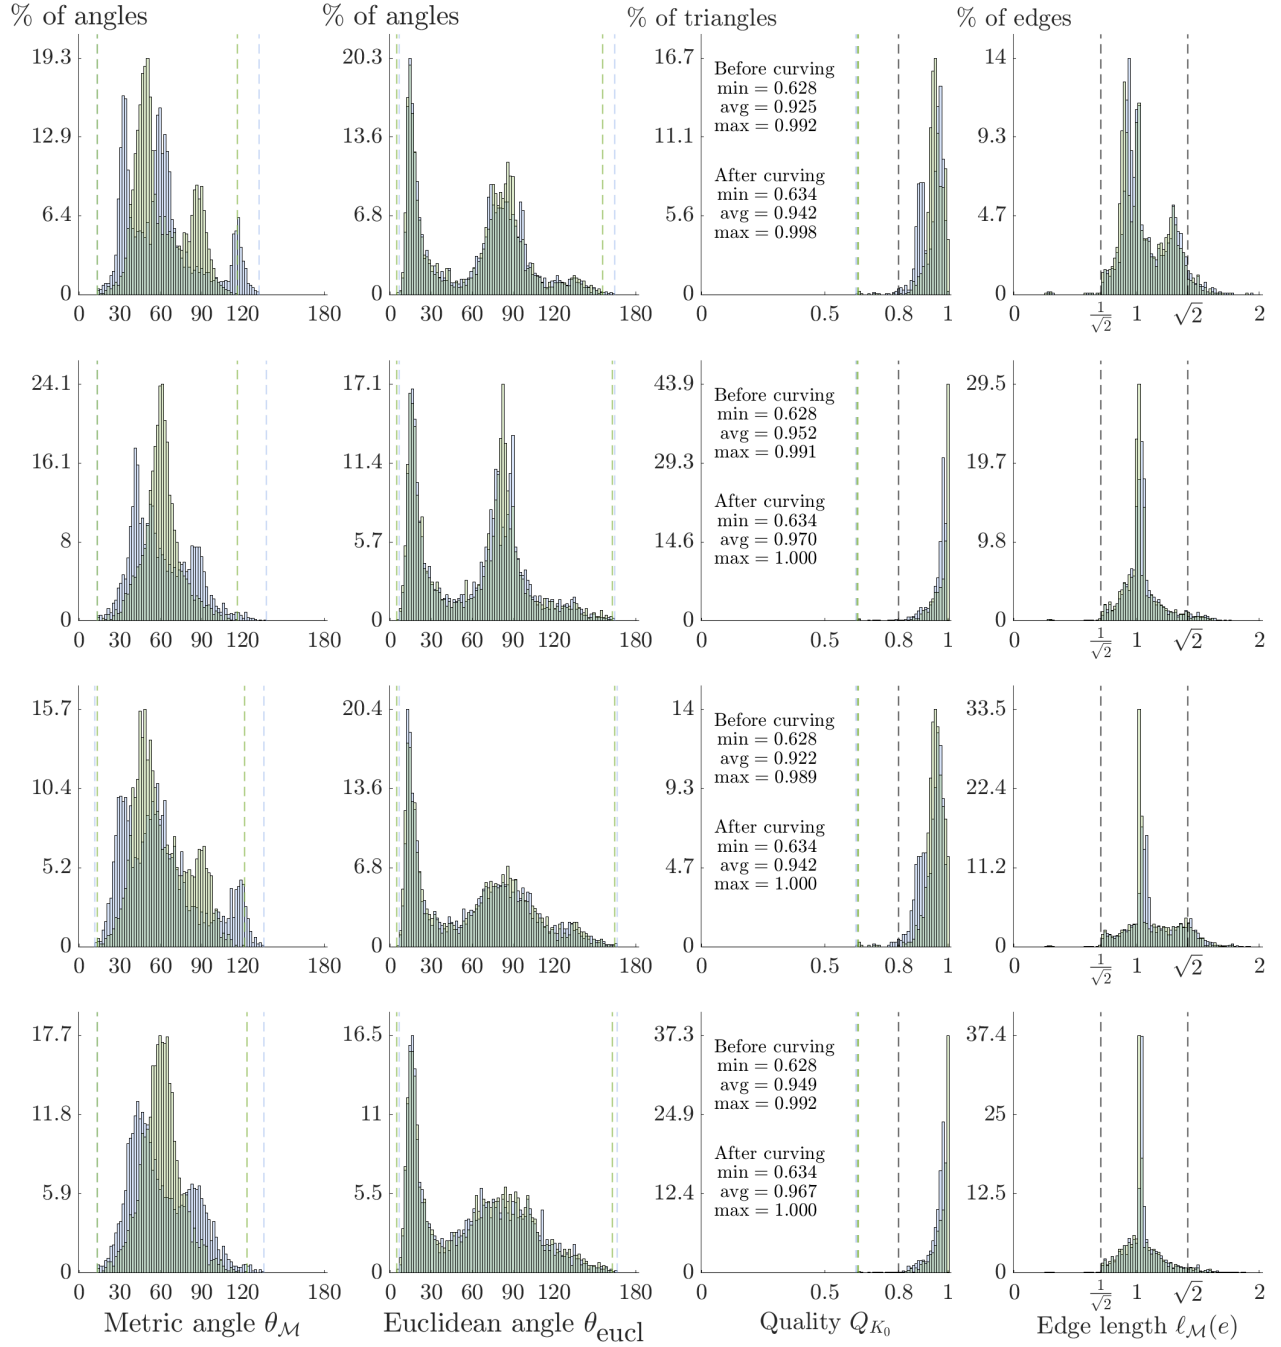 % of angles
% of angles
% of triangles
% of edges
19.3
12.9
6.4
0
0 30 60 90 120 180
20.3
13.6
6.8
0
0 30 60 90 120 180
16.7
11.1
5.6
0
0 0.5 0.8 1
Before curving
min = 0.628
avg = 0.925
max = 0.992
After curving
min = 0.634
avg = 0.942
max = 0.998
14
9.3
4.7
0
0 1/√2 1 √2 2
24.1
16.1
8
0
0 30 60 90 120 180
17.1
11.4
5.7
0
0 30 60 90 120 180
43.9
29.3
14.6
0
0 0.5 0.8 1
Before curving
min = 0.628
avg = 0.952
max = 0.991
After curving
min = 0.634
avg = 0.970
max = 1.000
29.5
19.7
9.8
0
0 1/√2 1 √2 2
15.7
10.4
5.2
0
0 30 60 90 120 180
20.4
13.6
6.8
0
0 30 60 90 120 180
14
9.3
4.7
0
0 0.5 0.8 1
Before curving
min = 0.628
avg = 0.922
max = 0.989
After curving
min = 0.634
avg = 0.942
max = 1.000
33.5
22.4
11.2
0
0 1/√2 1 √2 2
17.7
11.8
5.9
0
0 30 60 90 120 180
16.5
11
5.5
0
0 30 60 90 120 180
37.3
24.9
12.4
0
0 0.5 0.8 1
Before curving
min = 0.628
avg = 0.949
max = 0.992
After curving
min = 0.634
avg = 0.967
max = 1.000
37.4
25
12.5
0
0 1/√2 1 √2 2
Metric angle θ_ℳ
Euclidean angle θ_eucl
Quality Q_{K_0}
Edge length ℓ_ℳ(e)